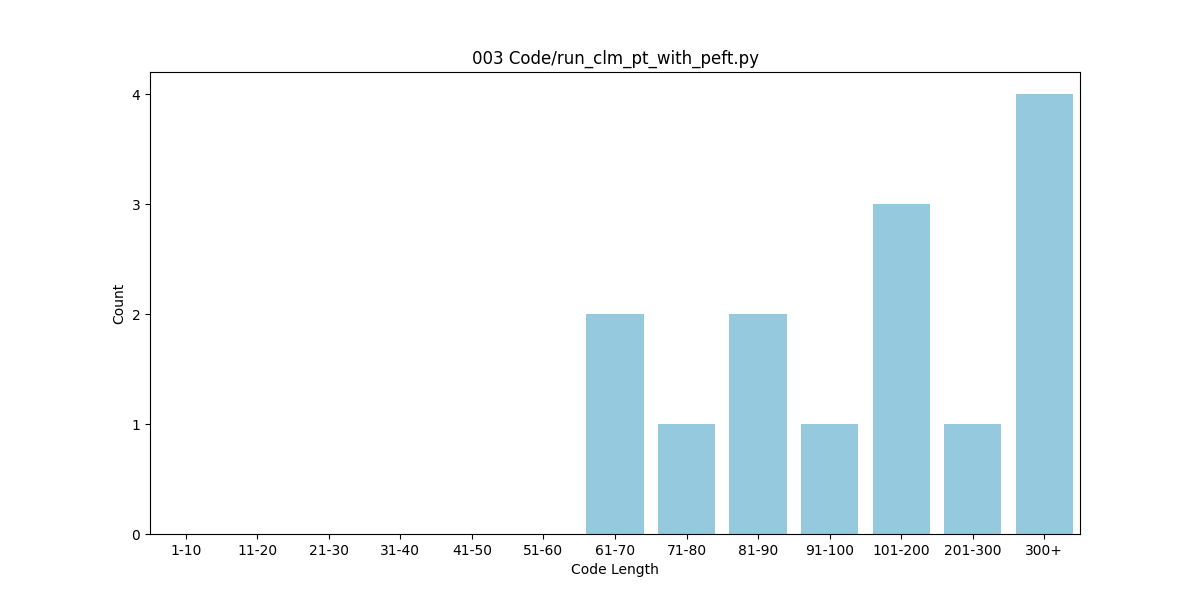 003 Code/run_clm_pt_with_peft.py
Count
4
3
2
1
0
1-10 11-20 21-30 31-40 41-50 51-60 61-70 71-80 81-90 91-100 101-200 201-300 300+
Code Length